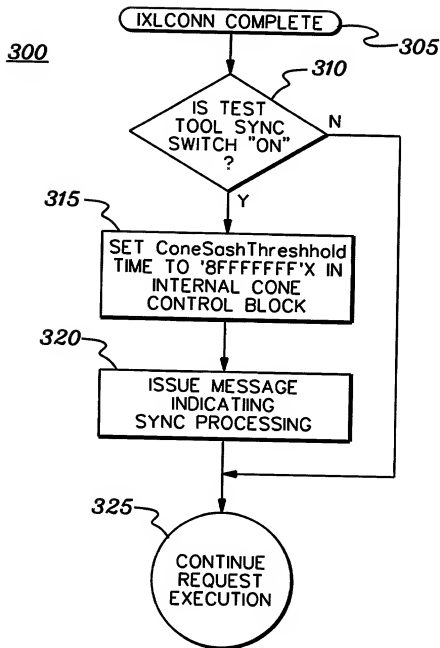 IXLCONN COMPLETE
305
300
310
IS TEST
TOOL SYNC
SWITCH "ON"
?
N
Y
315
SET ConeSashThreshhold
TIME TO '8FFFFFFF'X IN
INTERNAL CONE
CONTROL BLOCK
320
ISSUE MESSAGE
INDICATIING
SYNC PROCESSING
325
CONTINUE
REQUEST
EXECUTION